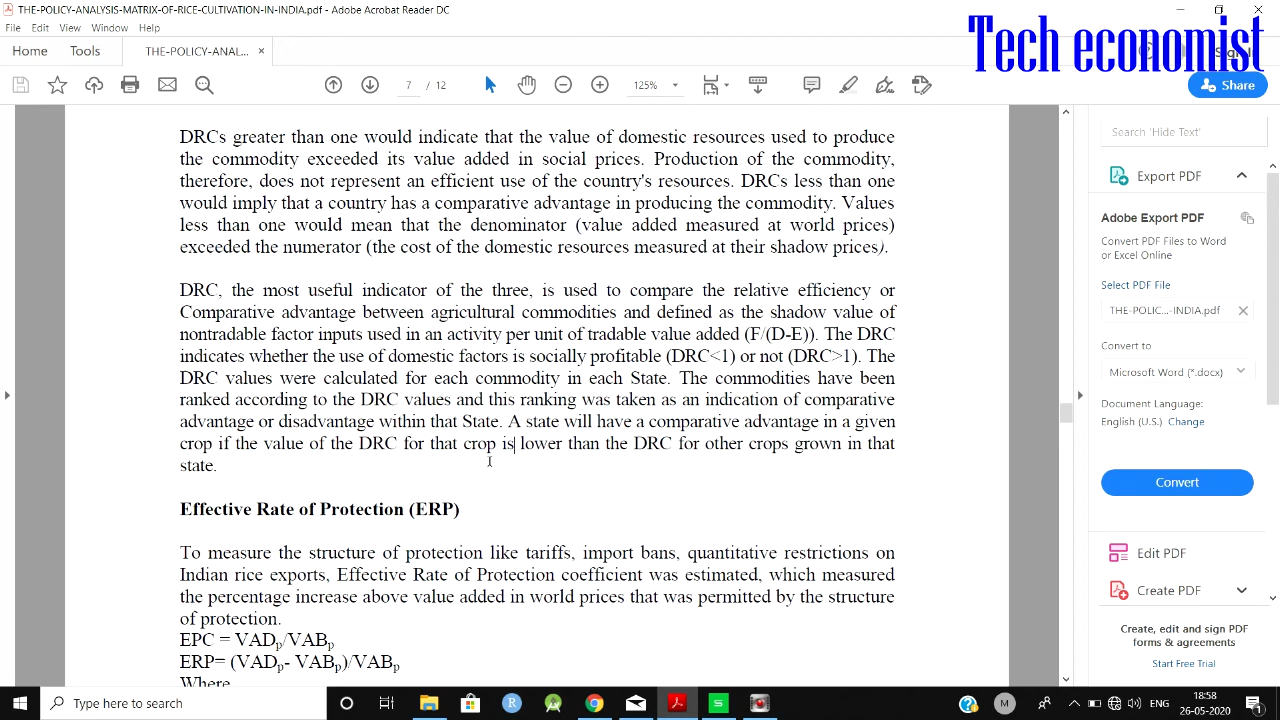 THE-POLICY-ANALYSIS-MATRIX-OF-RICE-CULTIVATION-IN-INDIA.pdf - Adobe Acrobat Reader DC
File Edit View Window Help
Tech economist
Home Tools THE-POLICY-ANAL... ×
7 / 12 125% Share
DRCs greater than one would indicate that the value of domestic resources used to produce
the commodity exceeded its value added in social prices. Production of the commodity,
therefore, does not represent an efficient use of the country's resources. DRCs less than one
would imply that a country has a comparative advantage in producing the commodity. Values
less than one would mean that the denominator (value added measured at world prices)
exceeded the numerator (the cost of the domestic resources measured at their shadow prices).
DRC, the most useful indicator of the three, is used to compare the relative efficiency or
Comparative advantage between agricultural commodities and defined as the shadow value of
nontradable factor inputs used in an activity per unit of tradable value added (F/(D-E)). The DRC
indicates whether the use of domestic factors is socially profitable (DRC<1) or not (DRC>1). The
DRC values were calculated for each commodity in each State. The commodities have been
ranked according to the DRC values and this ranking was taken as an indication of comparative
advantage or disadvantage within that State. A state will have a comparative advantage in a given
crop if the value of the DRC for that crop is lower than the DRC for other crops grown in that
state.
Effective Rate of Protection (ERP)
To measure the structure of protection like tariffs, import bans, quantitative restrictions on
Indian rice exports, Effective Rate of Protection coefficient was estimated, which measured
the percentage increase above value added in world prices that was permitted by the structure
of protection.
EPC = VADp/VABp
ERP= (VADp- VABp)/VABp
Where
Search 'Hide Text'
Export PDF
Adobe Export PDF
Convert PDF Files to Word
or Excel Online
Select PDF File
THE-POLIC...-INDIA.pdf
Convert to
Microsoft Word (*.docx)
Document Language:
English (U.S.) Change
Convert
Edit PDF
Create PDF
Create, edit and sign PDF
forms & agreements
Start Free Trial
Type here to search
R
S
M
ENG
18:58
26-05-2020
1